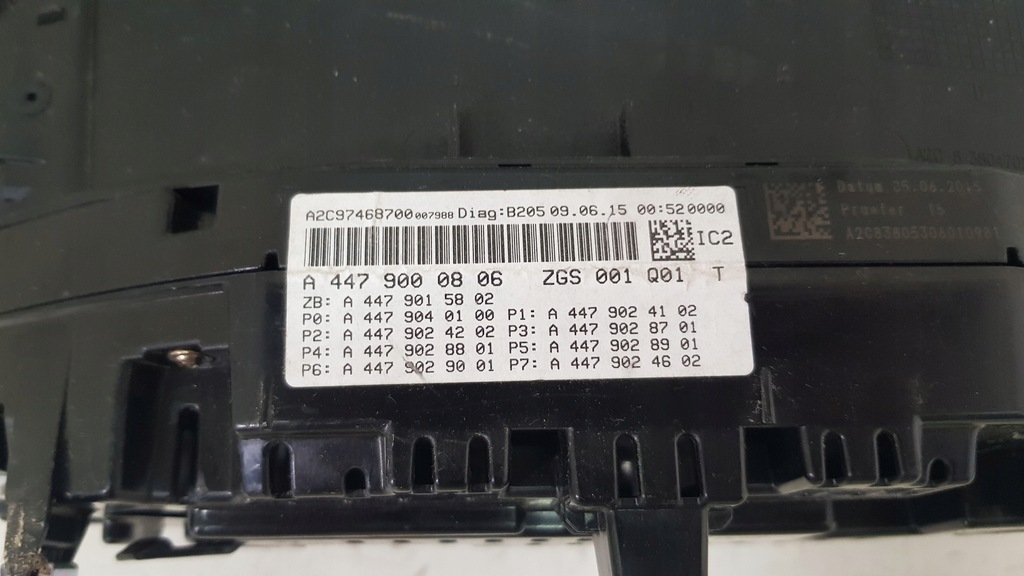 A2C97468700007988 Diag:B205 09.06.15 00:520000
IC2
A 447 900 08 06 ZGS 001 Q01 T
ZB: A 447 901 58 02
P0: A 447 904 01 00 P1: A 447 902 41 02
P2: A 447 902 42 02 P3: A 447 902 87 01
P4: A 447 902 88 01 P5: A 447 902 89 01
P6: A 447 902 90 01 P7: A 447 902 46 02
Datum 05.06.2015